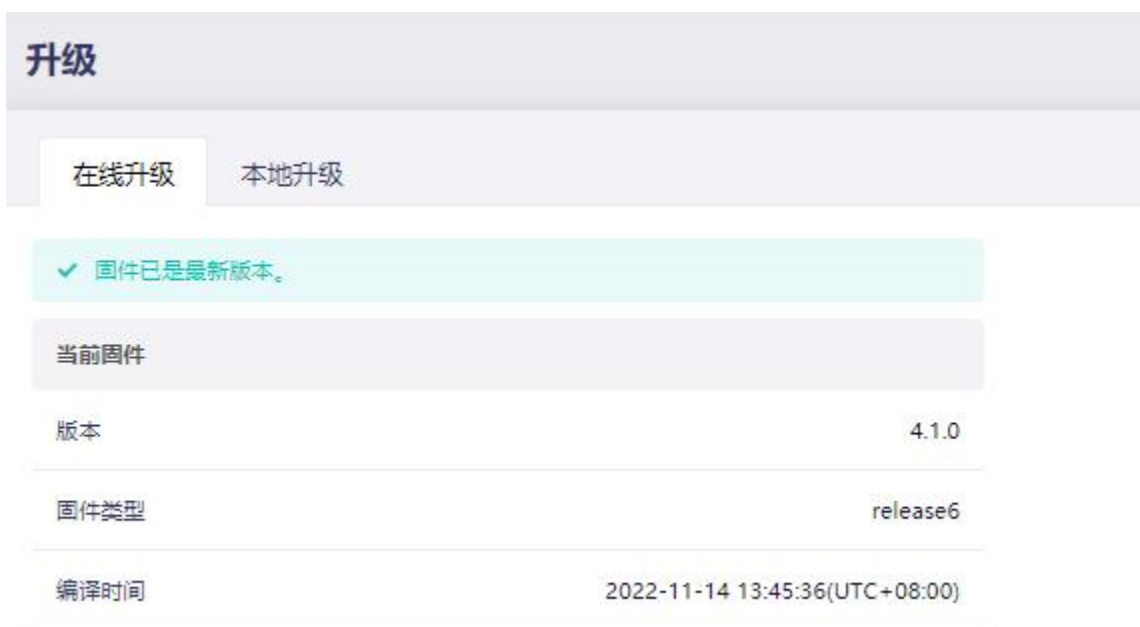 升级
在线升级 本地升级
固件已是最新版本。
当前固件
版本 4.1.0
固件类型 release6
编译时间 2022-11-14 13:45:36(UTC+08:00)